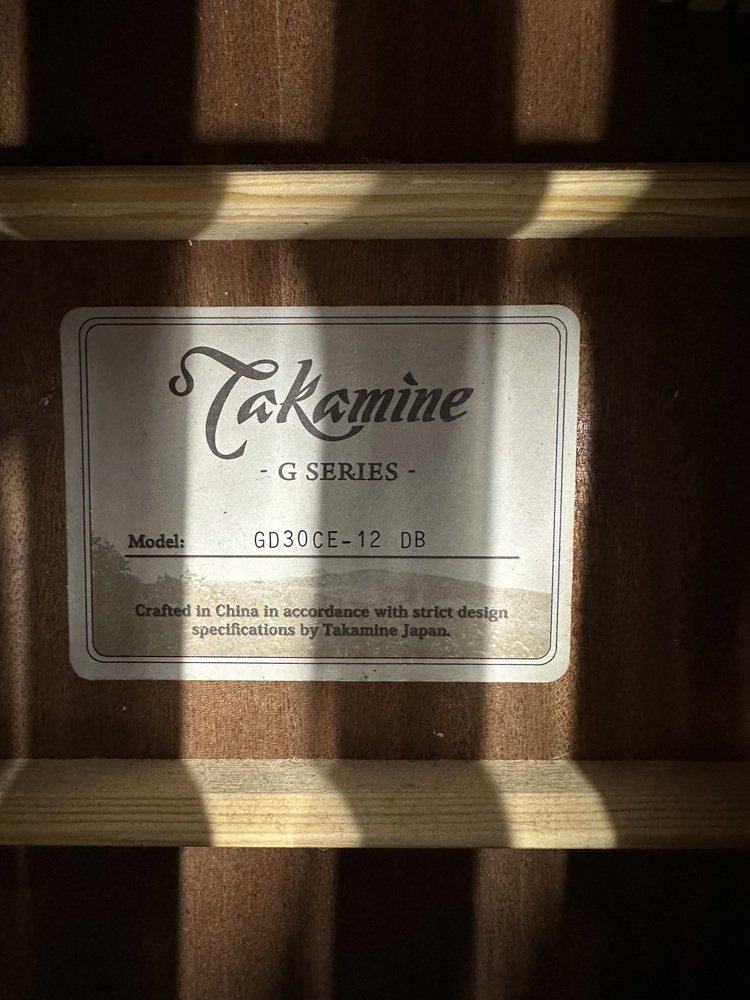 Takamine
- G SERIES -
Model: GD30CE-12 DB
Crafted in China in accordance with strict design
specifications by Takamine Japan.